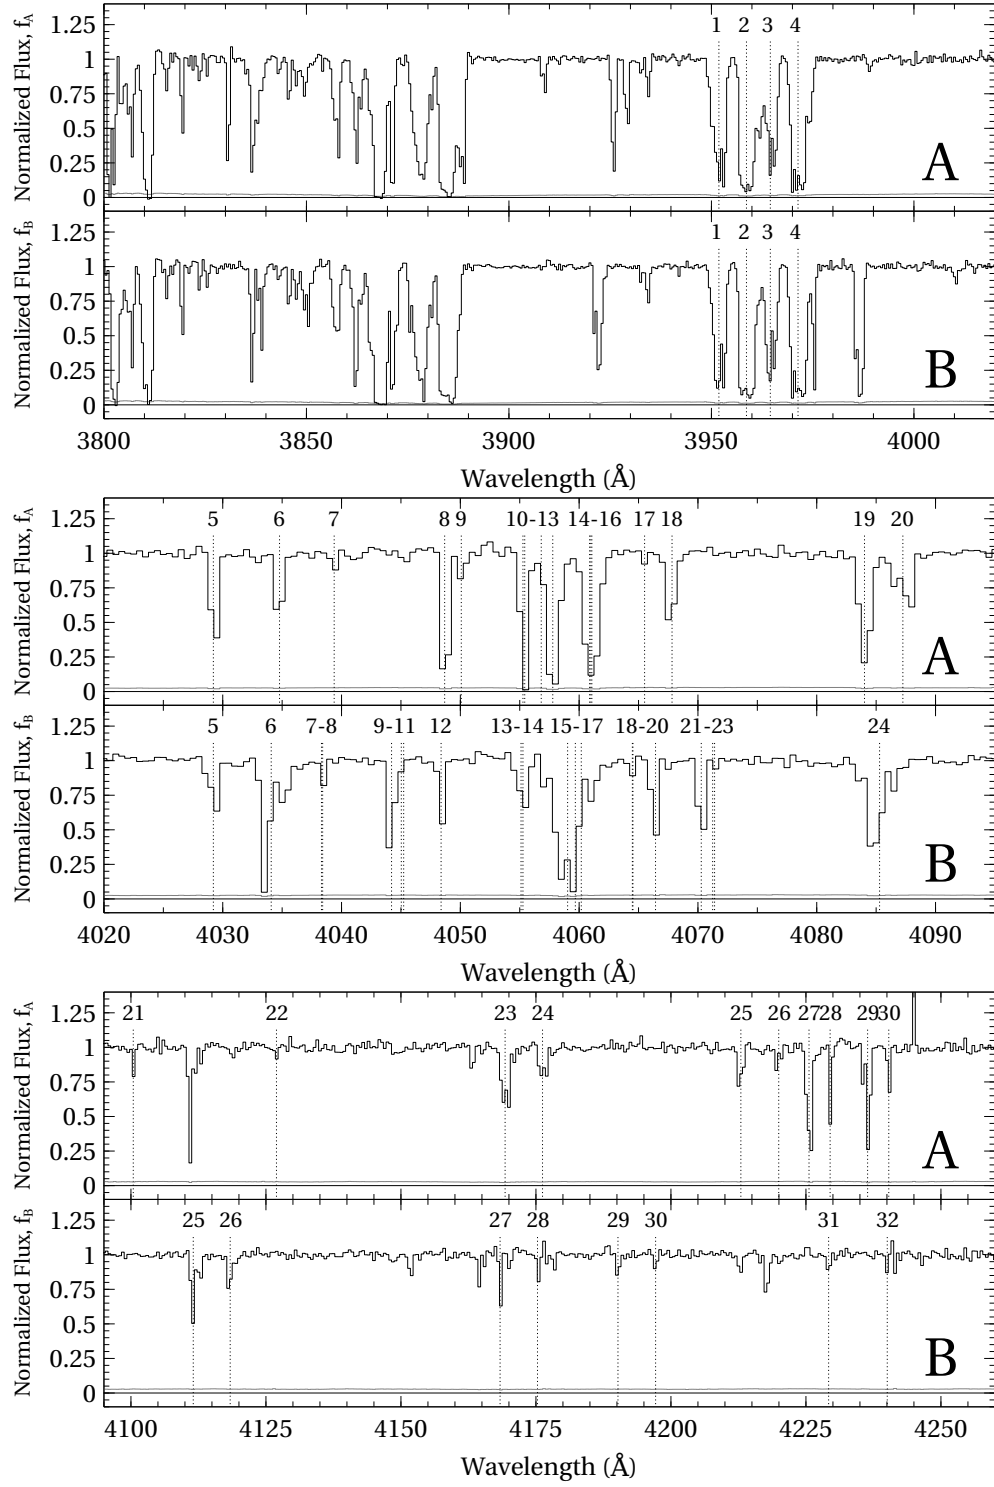 1.25
1
0.75
0.5
0.25
0
Normalized Flux, f_A
1 2 3 4
A
1.25
1
0.75
0.5
0.25
0
Normalized Flux, f_B
1 2 3 4
B
3800 3850 3900 3950 4000
Wavelength (Å)
1.25
1
0.75
0.5
0.25
0
Normalized Flux, f_A
5 6 7 8 9 10-13 14-16 17 18 19 20
A
1.25
1
0.75
0.5
0.25
0
Normalized Flux, f_B
5 6 7-8 9-11 12 13-14 15-17 18-20 21-23 24
B
4020 4030 4040 4050 4060 4070 4080 4090
Wavelength (Å)
1.25
1
0.75
0.5
0.25
0
Normalized Flux, f_A
21 22 23 24 25 26 27 28 29 30
A
1.25
1
0.75
0.5
0.25
0
Normalized Flux, f_B
25 26 27 28 29 30 31 32
B
4100 4125 4150 4175 4200 4225 4250
Wavelength (Å)